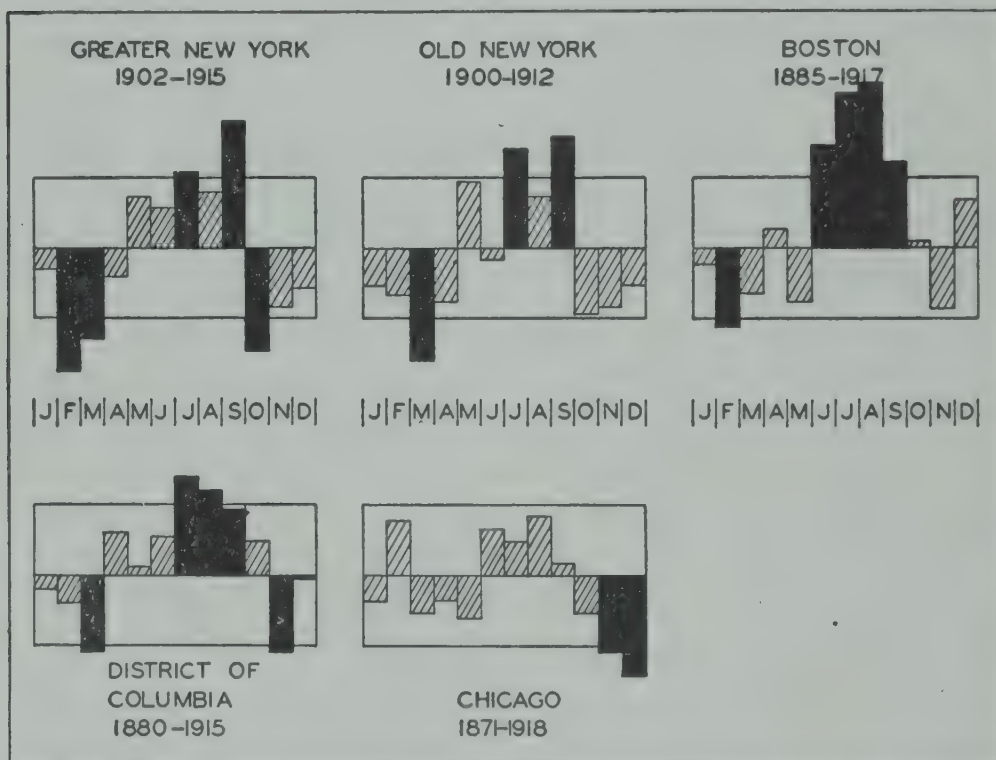 GREATER NEW YORK
1902-1915
OLD NEW YORK
1900-1912
BOSTON
1885-1917
|J|F|M|A|M|J|J|A|S|O|N|D|
|J|F|M|A|M|J|J|A|S|O|N|D|
|J|F|M|A|M|J|J|A|S|O|N|D|
DISTRICT OF
COLUMBIA
1880-1915
CHICAGO
1871-1918